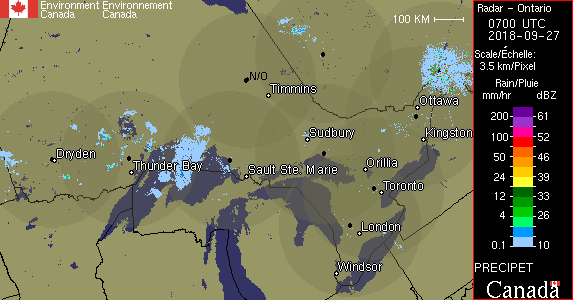 Environment Environnement
Canada Canada
100 KM
N/O
Timmins
Ottawa
Sudbury
Kingston
Dryden
Thunder Bay
Sault Ste. Marie
Orillia
Toronto
London
Windsor
Radar - Ontario
0700 UTC
2018-09-27
Scale/Échelle:
3.5 km/Pixel
Rain/Pluie
mm/hr dBZ
200 61
100 52
50 46
24 39
12 33
4 26
0.1 10
PRECIPET
Canada